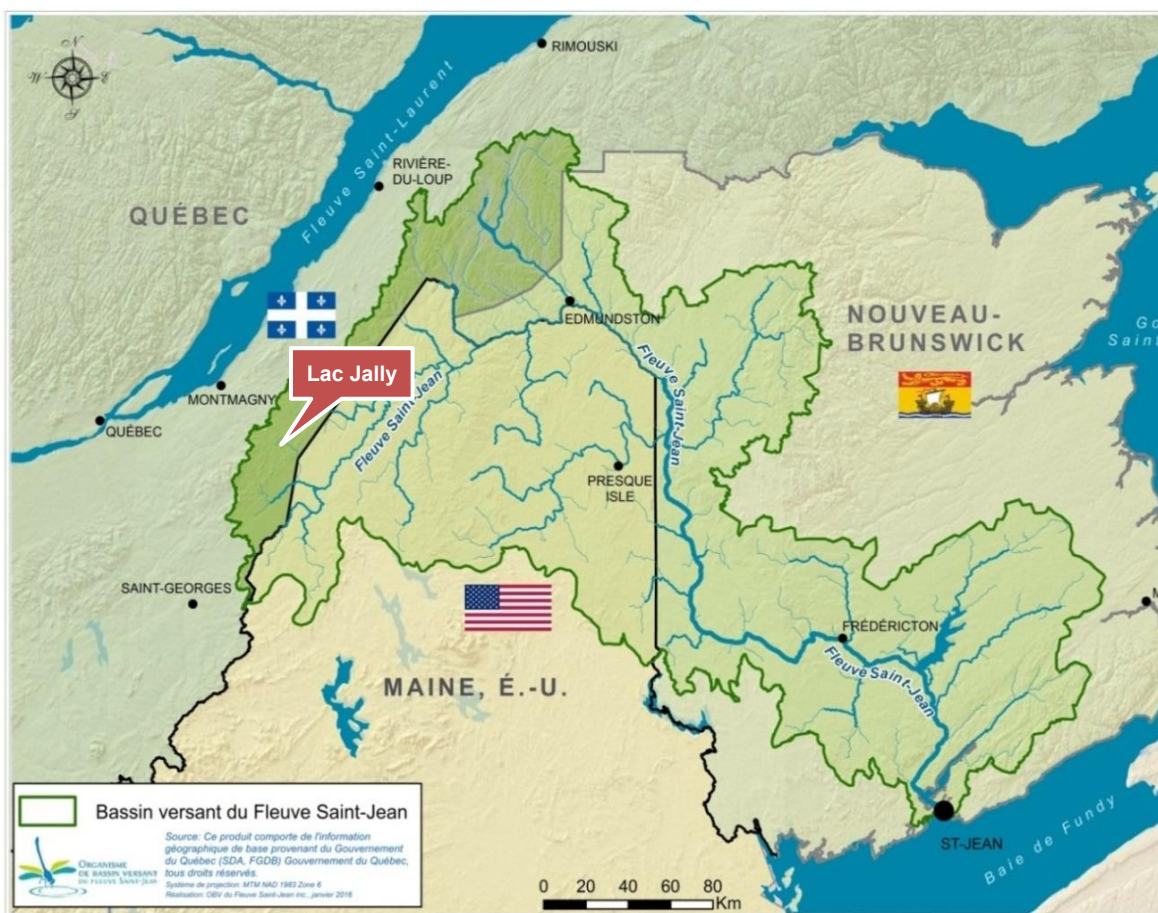 N
W
E
S
RIMOUSKI
Fleuve Saint-Laurent
RIVIÈRE-
DU-LOUP
QUÉBEC
EDMUNDSTON
NOUVEAU-
BRUNSWICK
Lac Jally
MONTMAGNY
QUÉBEC
Fleuve Saint-Jean
Fleuve Saint-Jean
PRESQUE
ISLE
SAINT-GEORGES
FRÉDÉRICTON
Fleuve Saint-Jean
MAINE, É.-U.
ST-JEAN
Baie de Fundy
Bassin versant du Fleuve Saint-Jean
Source: Ce produit comporte de l'information
géographique de base provenant du Gouvernement
du Québec (SDA, FGDB) Gouvernement du Québec,
tous droits réservés.
Système de projection: MTM NAD 1983 Zone 6
Réalisation: OBV du Fleuve Saint-Jean inc., janvier 2016
ORGANISME
DE BASSIN VERSANT
DU FLEUVE SAINT-JEAN
0 20 40 60 80
Km